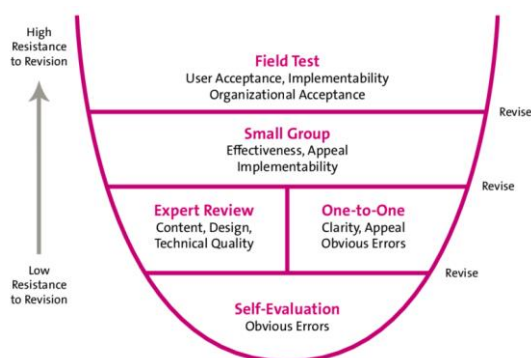 High
Resistance
to Revision
Field Test
User Acceptance, Implementability
Organizational Acceptance
Revise
Small Group
Effectiveness, Appeal
Implementability
Revise
Expert Review
Content, Design,
Technical Quality
One-to-One
Clarity, Appeal
Obvious Errors
Low
Resistance
to Revision
Revise
Self-Evaluation
Obvious Errors